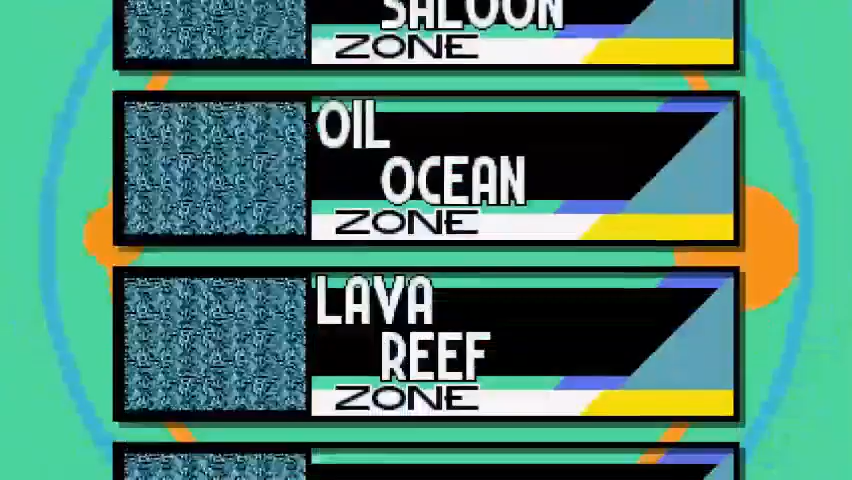 SALOON
ZONE
OIL
OCEAN
ZONE
LAVA
REEF
ZONE